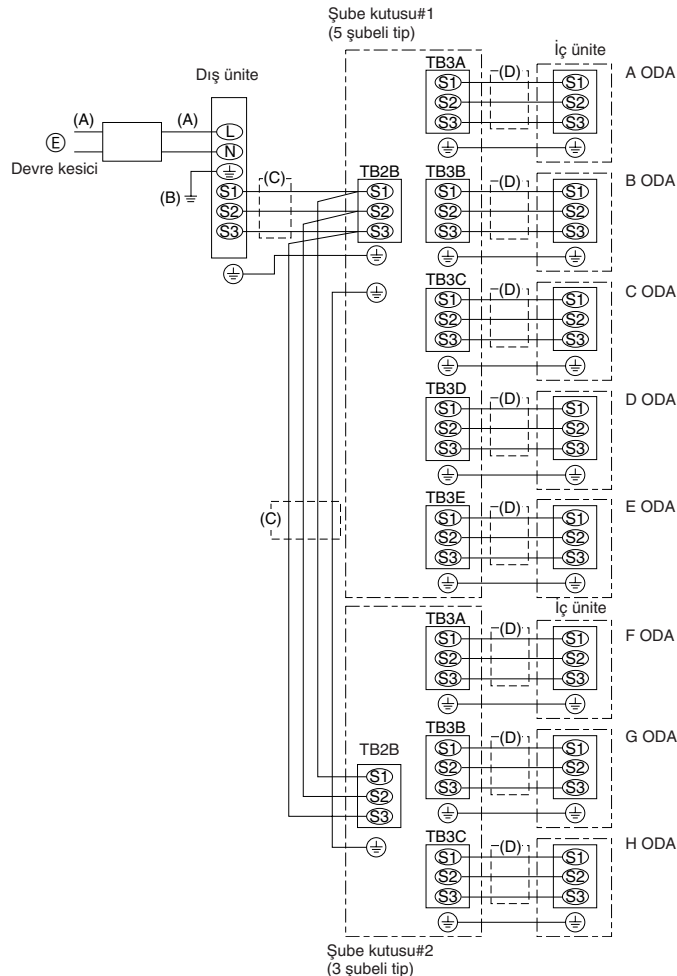 Şube kutusu#1
(5 şubeli tip)
Dış ünite
İç ünite
(A)
(A)
Ⓔ
Devre kesici
L
N
(B)
S1
S2
S3
(C)
TB2B
S1
S2
S3
TB3A
S1
S2
S3
(D)
S1
S2
S3
A ODA
TB3B
S1
S2
S3
(D)
S1
S2
S3
B ODA
TB3C
S1
S2
S3
(D)
S1
S2
S3
C ODA
TB3D
S1
S2
S3
(D)
S1
S2
S3
D ODA
TB3E
S1
S2
S3
(D)
S1
S2
S3
E ODA
(C)
İç ünite
TB3A
S1
S2
S3
(D)
S1
S2
S3
F ODA
TB2B
S1
S2
S3
TB3B
S1
S2
S3
(D)
S1
S2
S3
G ODA
TB3C
S1
S2
S3
(D)
S1
S2
S3
H ODA
Şube kutusu#2
(3 şubeli tip)